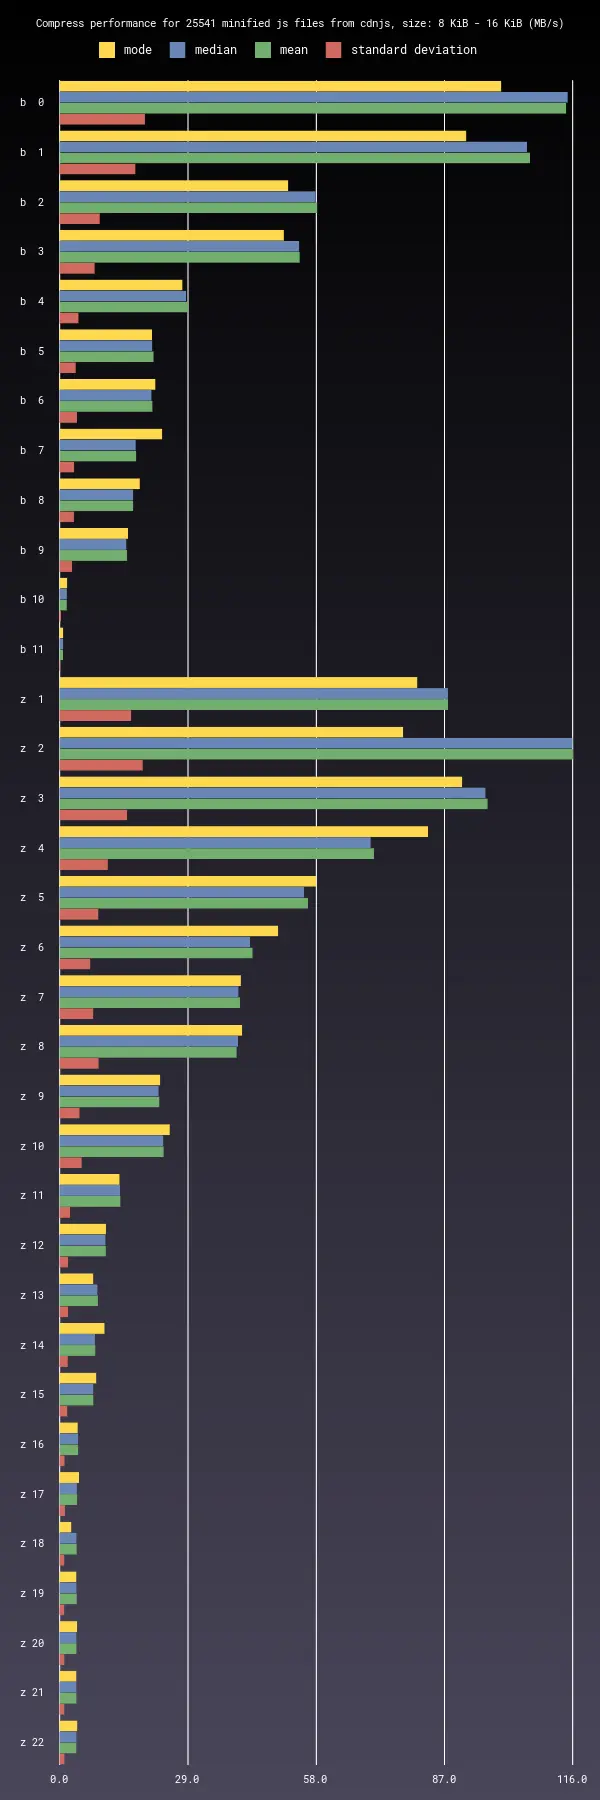 Compress performance for 25541 minified js files from cdnjs, size: 8 KiB - 16 KiB (MB/s)
mode median mean standard deviation
b 0
b 1
b 2
b 3
b 4
b 5
b 6
b 7
b 8
b 9
b 10
b 11
z 1
z 2
z 3
z 4
z 5
z 6
z 7
z 8
z 9
z 10
z 11
z 12
z 13
z 14
z 15
z 16
z 17
z 18
z 19
z 20
z 21
z 22
0.0 29.0 58.0 87.0 116.0